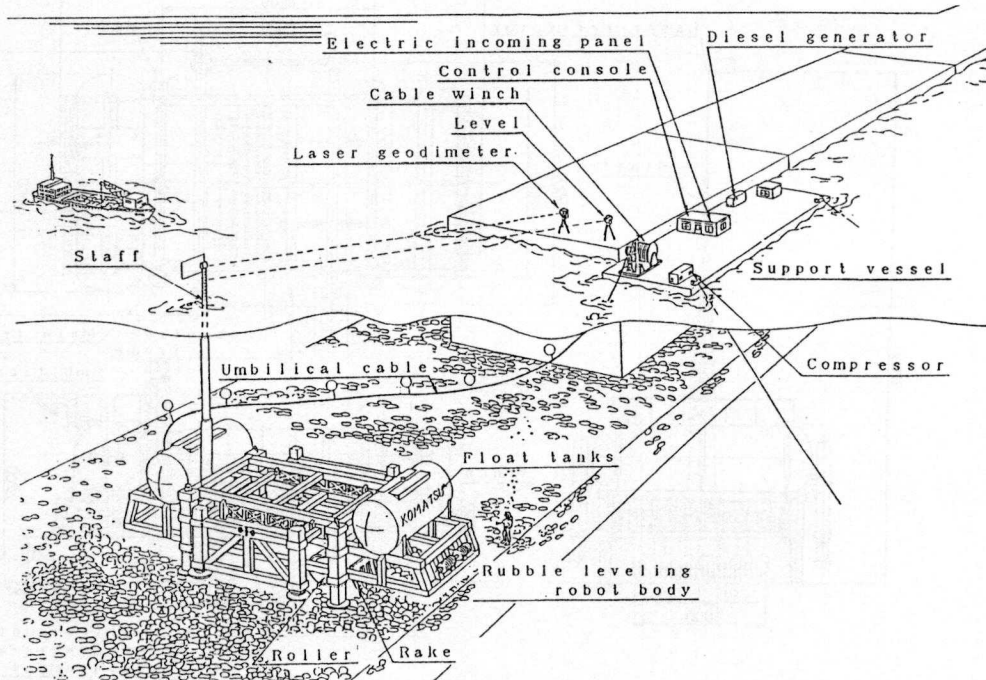 Electric incoming panel
Diesel generator
Control console
Cable winch
Level
Laser geodimeter
Staff
Support vessel
Umbilical cable
Compressor
Float tanks
KOMATSU
Rubble leveling
robot body
Roller
Rake